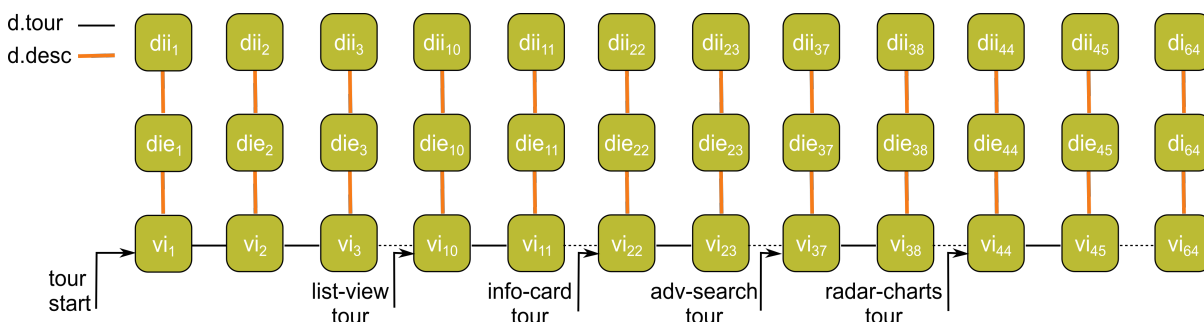 d.tour
d.desc
dii1 dii2 dii3 dii10 dii11 dii22 dii23 dii37 dii38 dii44 dii45 di64
die1 die2 die3 die10 die11 die22 die23 die37 die38 die44 die45 di64
vi1 vi2 vi3 vi10 vi11 vi22 vi23 vi37 vi38 vi44 vi45 vi64
tour
start
list-view
tour
info-card
tour
adv-search
tour
radar-charts
tour